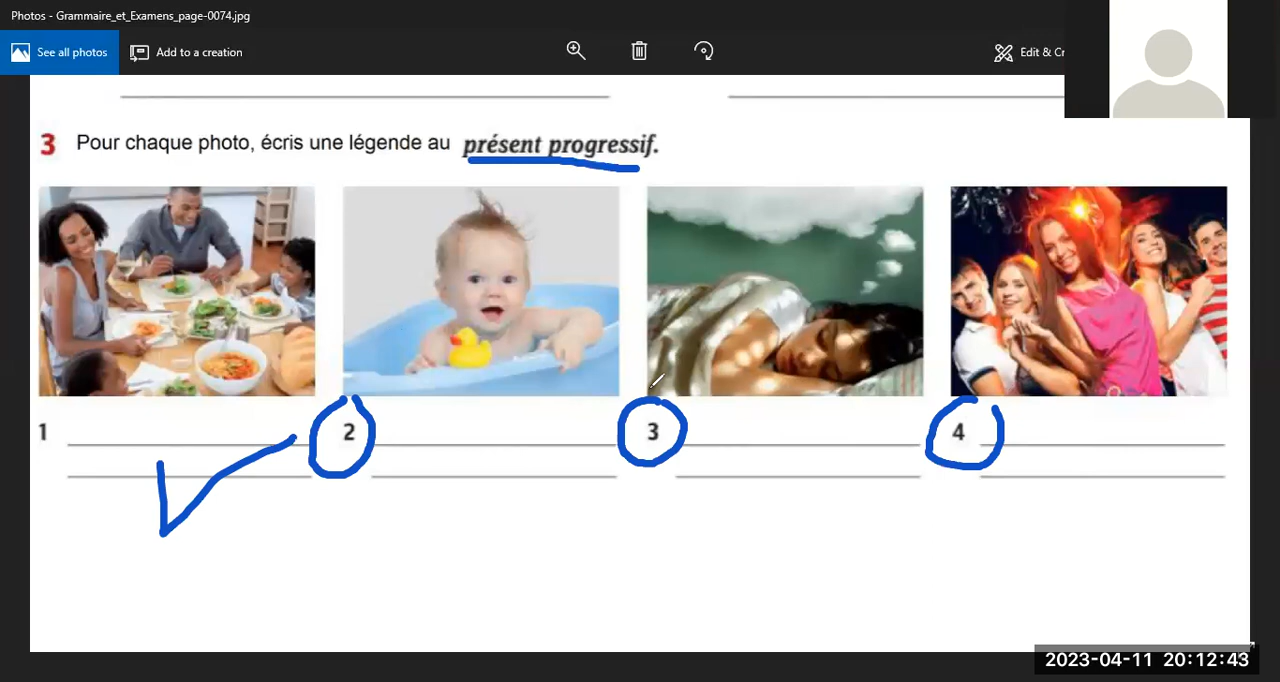 Photos - Grammaire_et_Examens_page-0074.jpg
See all photos
Add to a creation
Edit & Cr
3 Pour chaque photo, écris une légende au présent progressif.
1
2
3
4
2023-04-11 20:12:43